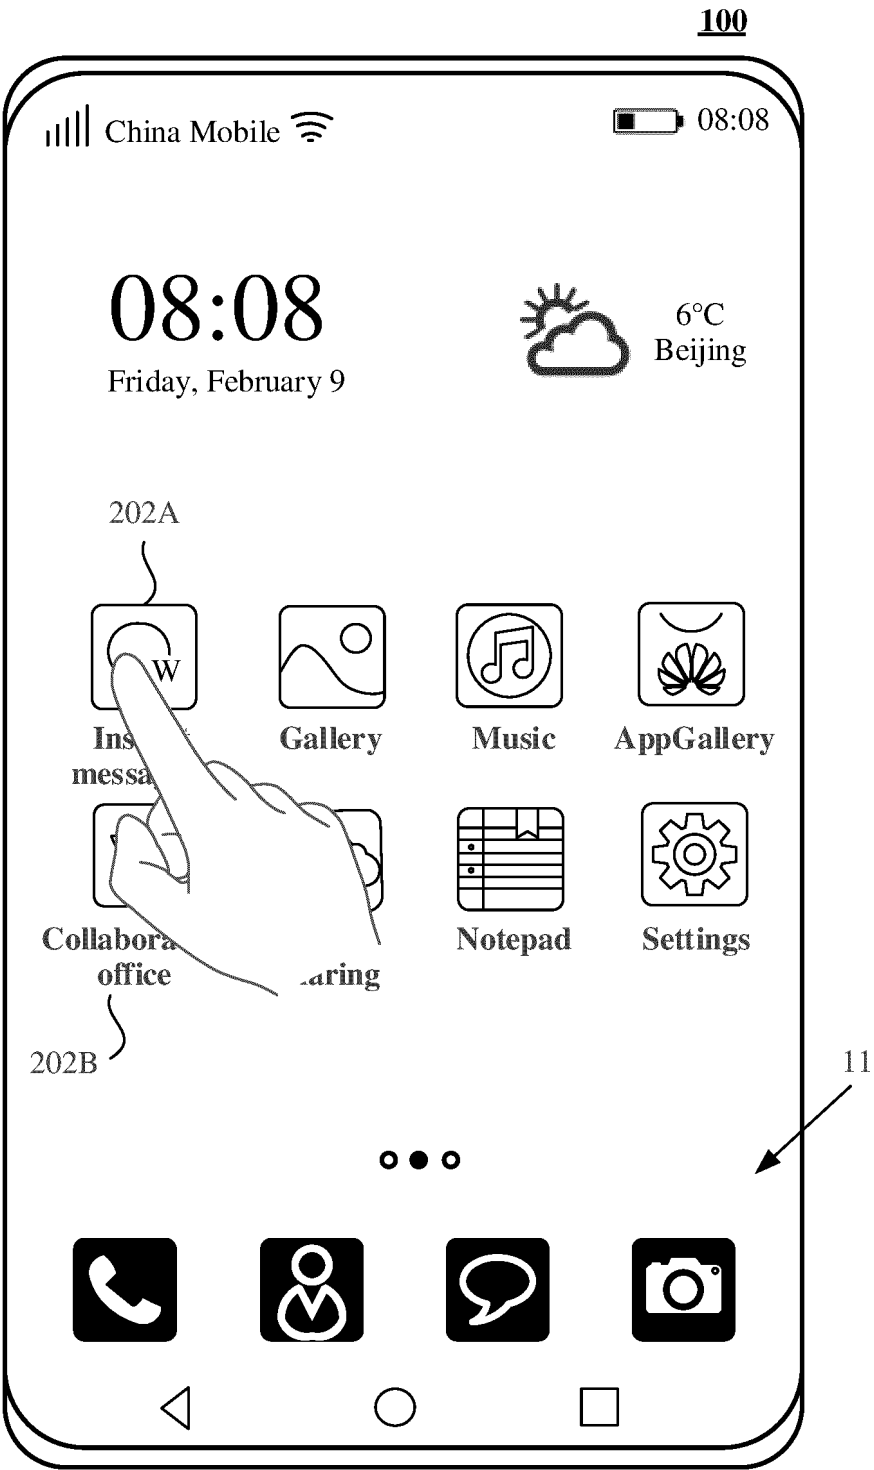 100
China Mobile
08:08
08:08
Friday, February 9
6°C
Beijing
202A
W
Gallery
Music
AppGallery
Notepad
Settings
office
202B
11